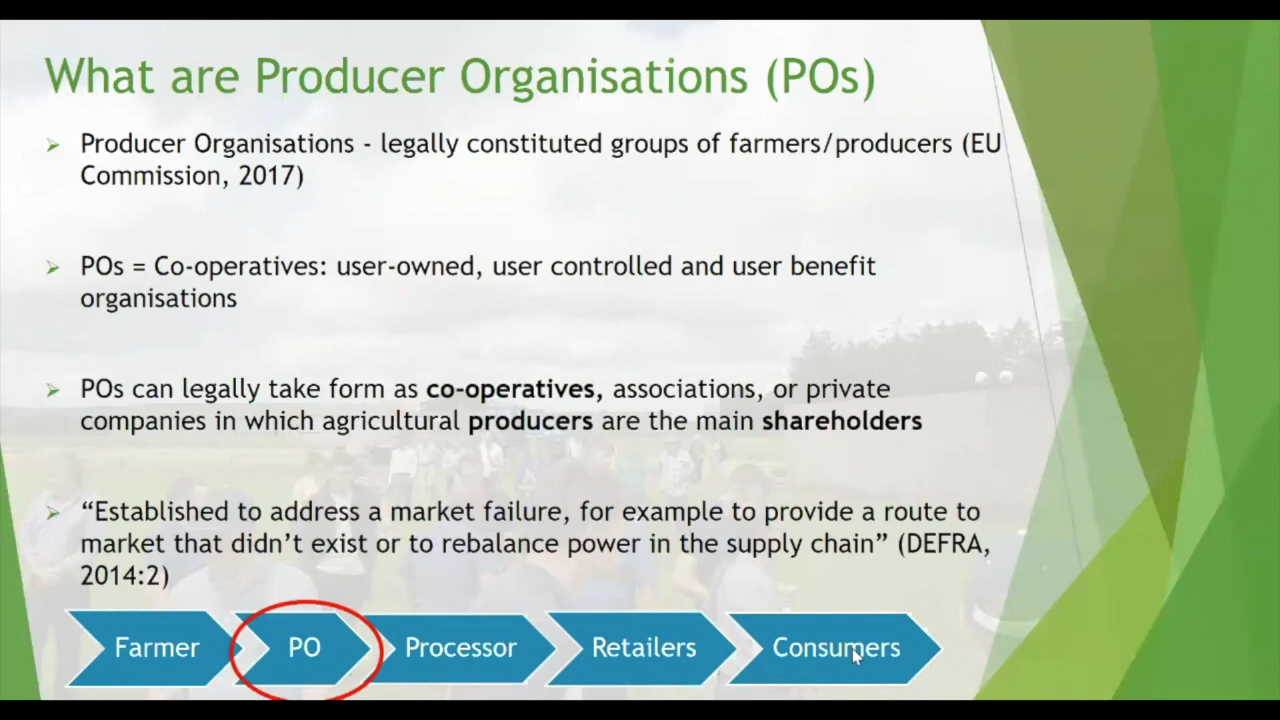 What are Producer Organisations (POs)
Producer Organisations - legally constituted groups of farmers/producers (EU
Commission, 2017)
POs = Co-operatives: user-owned, user controlled and user benefit
organisations
POs can legally take form as co-operatives, associations, or private
companies in which agricultural producers are the main shareholders
“Established to address a market failure, for example to provide a route to
market that didn’t exist or to rebalance power in the supply chain” (DEFRA,
2014:2)
Farmer PO Processor Retailers Consumers